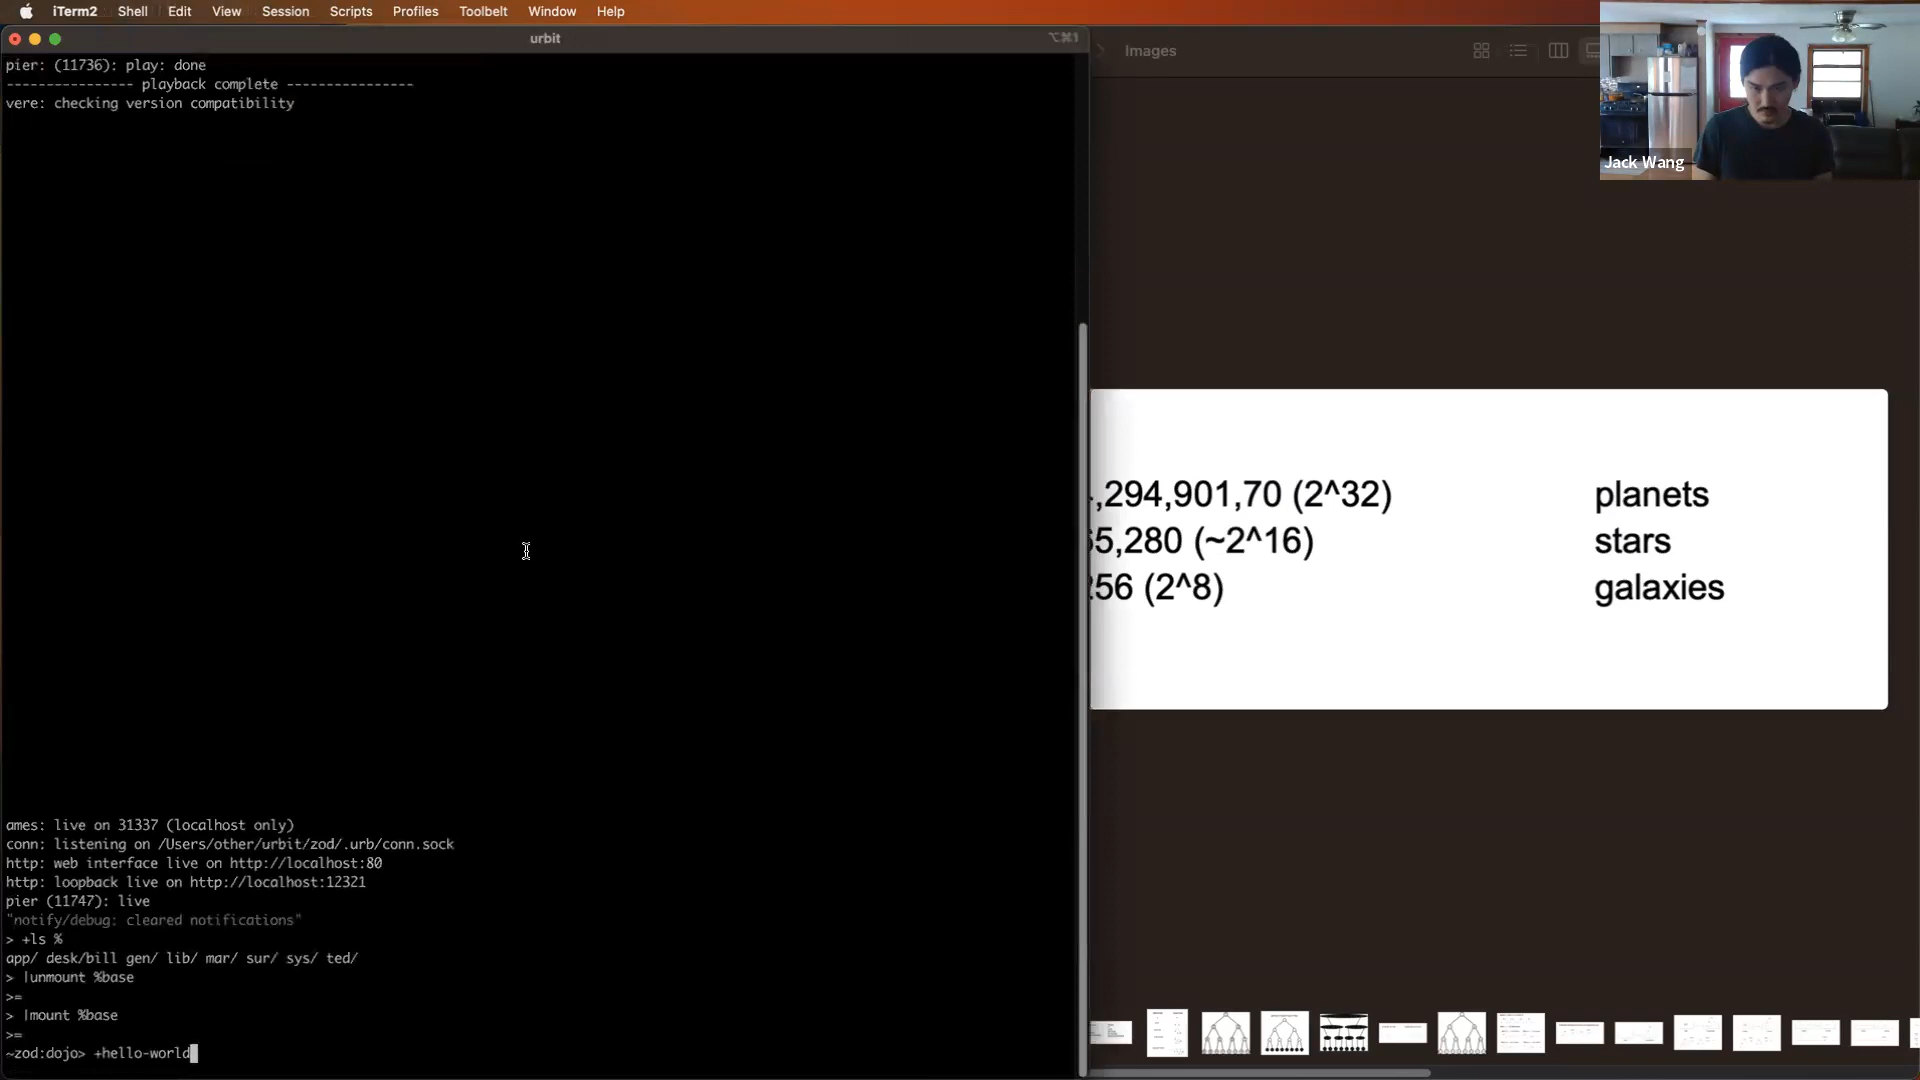 iTerm2 Shell Edit View Session Scripts Profiles Toolbelt Window Help
urbit ⌥⌘1
pier: (11736): play: done
---------------- playback complete ----------------
vere: checking version compatibility
ames: live on 31337 (localhost only)
conn: listening on /Users/other/urbit/zod/.urb/conn.sock
http: web interface live on http://localhost:80
http: loopback live on http://localhost:12321
pier (11747): live
"notify/debug: cleared notifications"
> +ls %
app/ desk/bill gen/ lib/ mar/ sur/ sys/ ted/
> |unmount %base
>=
> |mount %base
>=
~zod:dojo> +hello-world
Images
Jack Wang
,294,901,70 (2^32) planets
5,280 (~2^16) stars
256 (2^8) galaxies